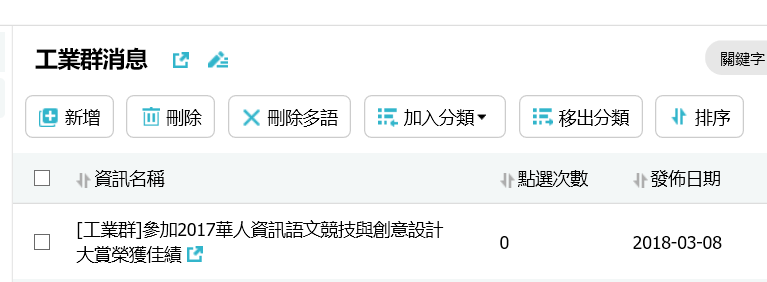 工業群消息
關鍵字
新增 刪除 刪除多語 加入分類 移出分類 排序
資訊名稱 點選次數 發佈日期
[工業群]參加2017華人資訊語文競技與創意設計
大賞榮獲佳績 0 2018-03-08